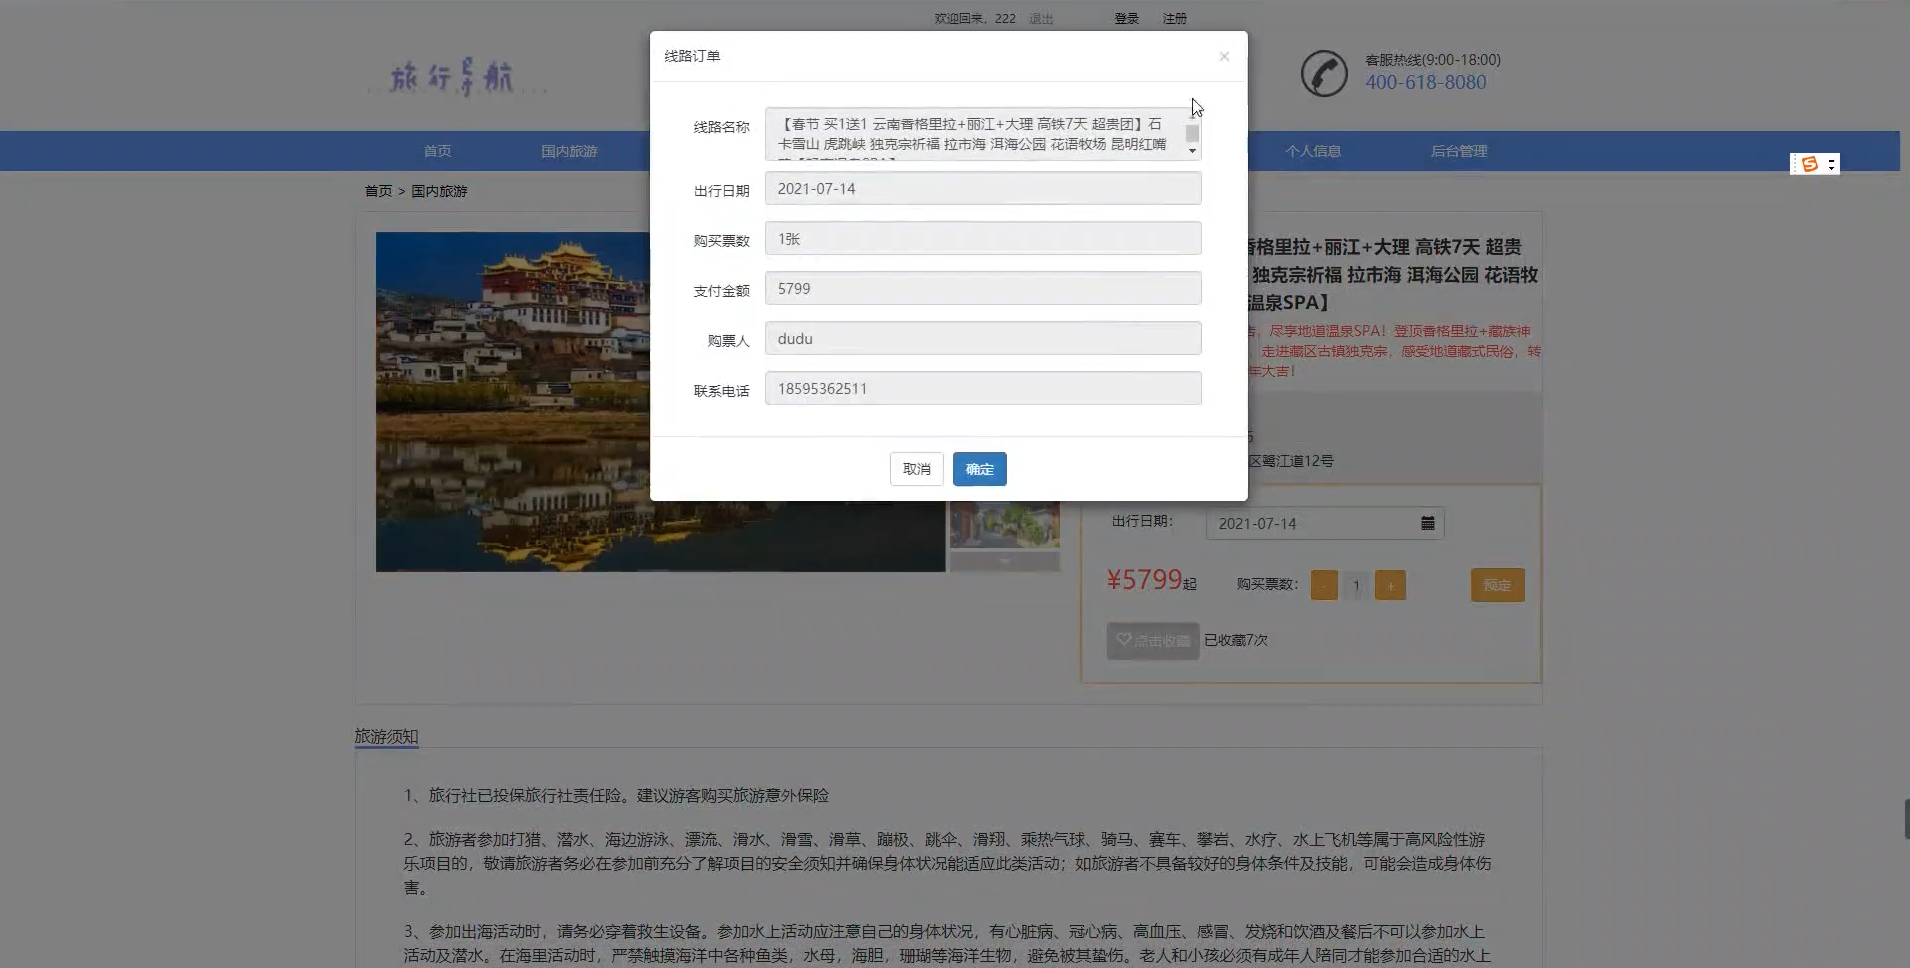 欢迎回来，222 退出 登录 注册
旅行导航
客服热线(9:00-18:00)
400-618-8080
首页 国内旅游 个人信息 后台管理
首页 > 国内旅游
线路订单 ×
线路名称
【春节 买1送1 云南香格里拉+丽江+大理 高铁7天 超贵团】石
卡雪山 虎跳峡 独克宗祈福 拉市海 洱海公园 花语牧场 昆明红嘴
出行日期 2021-07-14
购买票数 1张
支付金额 5799
购票人 dudu
联系电话 18595362511
取消 确定
香格里拉+丽江+大理 高铁7天 超贵
独克宗祈福 拉市海 洱海公园 花语牧
温泉SPA】
，尽享地道温泉SPA！登顶香格里拉+藏族神
走进藏区古镇独克宗，感受地道藏式民俗，转
年大吉！
区鹭江道12号
出行日期： 2021-07-14
¥5799起 购买票数： - 1 + 预定
点击收藏 已收藏7次
旅游须知
1、旅行社已投保旅行社责任险。建议游客购买旅游意外保险
2、旅游者参加打猎、潜水、海边游泳、漂流、滑水、滑雪、滑草、蹦极、跳伞、滑翔、乘热气球、骑马、赛车、攀岩、水疗、水上飞机等属于高风险性游
乐项目的，敬请旅游者务必在参加前充分了解项目的安全须知并确保身体状况能适应此类活动；如旅游者不具备较好的身体条件及技能，可能会造成身体伤
害。
3、参加出海活动时，请务必穿着救生设备。参加水上活动应注意自己的身体状况，有心脏病、冠心病、高血压、感冒、发烧和饮酒及餐后不可以参加水上
活动及潜水。在海里活动时，严禁触摸海洋中各种鱼类，水母，海胆，珊瑚等海洋生物，避免被其蛰伤。老人和小孩必须有成年人陪同才能参加合适的水上